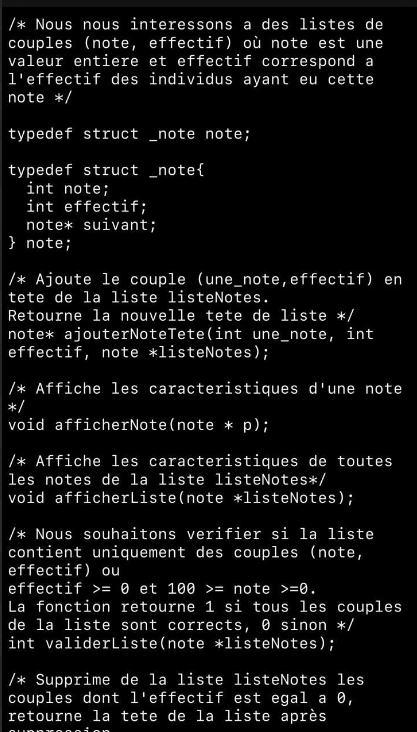 /* Nous nous interessons a des listes de
couples (note, effectif) où note est une
valeur entiere et effectif correspond a
l'effectif des individus ayant eu cette
note */
typedef struct _note note;
typedef struct _note{
int note;
int effectif;
note* suivant;
} note;
/* Ajoute le couple (une_note,effectif) en
tete de la liste listeNotes.
Retourne la nouvelle tete de liste */
note* ajouterNoteTete(int une_note, int
effectif, note *listeNotes);
/* Affiche les caracteristiques d'une note
*/
void afficherNote(note * p);
/* Affiche les caracteristiques de toutes
les notes de la liste listeNotes*/
void afficherListe(note *listeNotes);
/* Nous souhaitons verifier si la liste
contient uniquement des couples (note,
effectif) ou
effectif >= 0 et 100 >= note >=0.
La fonction retourne 1 si tous les couples
de la liste sont corrects, 0 sinon */
int validerListe(note *listeNotes);
/* Supprime de la liste listeNotes les
couples dont l'effectif est egal a 0,
retourne la tete de la liste après